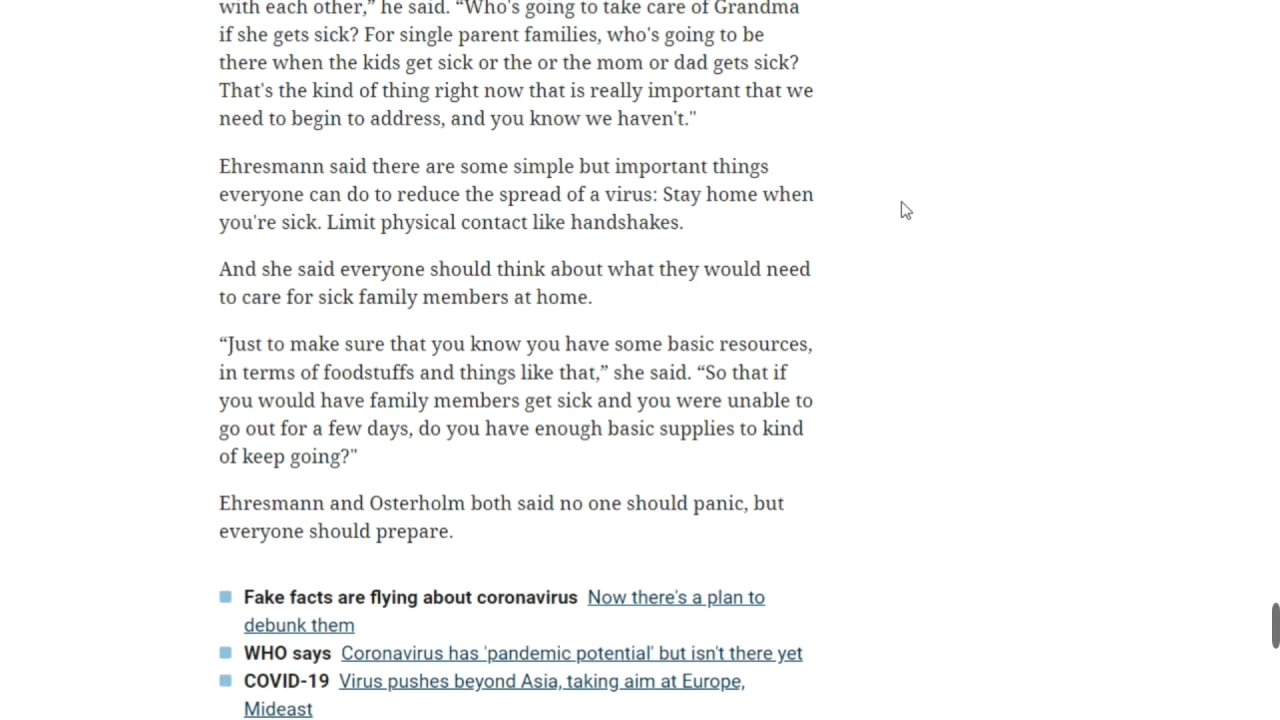 with each other,” he said. “Who's going to take care of Grandma
if she gets sick? For single parent families, who's going to be
there when the kids get sick or the or the mom or dad gets sick?
That's the kind of thing right now that is really important that we
need to begin to address, and you know we haven't."
Ehresmann said there are some simple but important things
everyone can do to reduce the spread of a virus: Stay home when
you're sick. Limit physical contact like handshakes.
And she said everyone should think about what they would need
to care for sick family members at home.
“Just to make sure that you know you have some basic resources,
in terms of foodstuffs and things like that,” she said. “So that if
you would have family members get sick and you were unable to
go out for a few days, do you have enough basic supplies to kind
of keep going?"
Ehresmann and Osterholm both said no one should panic, but
everyone should prepare.
Fake facts are flying about coronavirus Now there's a plan to
debunk them
WHO says Coronavirus has 'pandemic potential' but isn't there yet
COVID-19 Virus pushes beyond Asia, taking aim at Europe,
Mideast